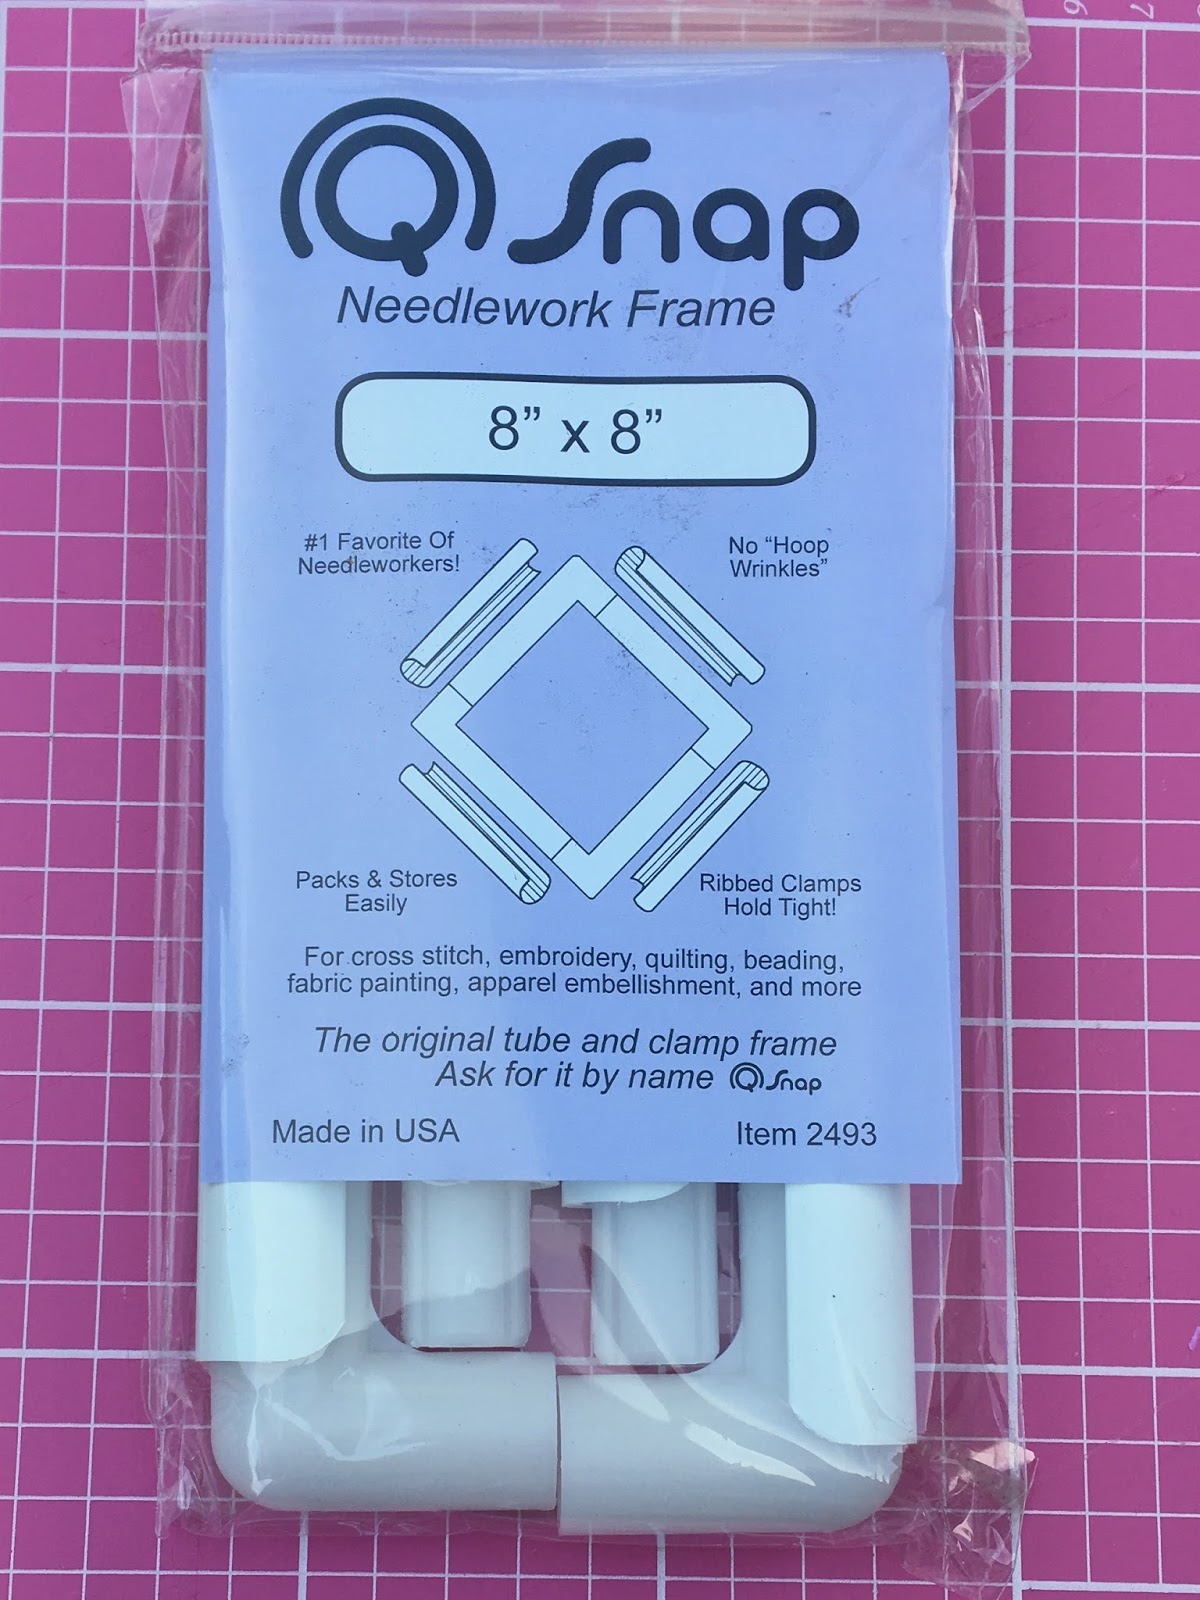 6 7
Q Snap
Needlework Frame
8” x 8”
#1 Favorite Of
Needleworkers!
No “Hoop
Wrinkles”
Packs & Stores
Easily
Ribbed Clamps
Hold Tight!
For cross stitch, embroidery, quilting, beading,
fabric painting, apparel embellishment, and more
The original tube and clamp frame
Ask for it by name Q Snap
Made in USA
Item 2493